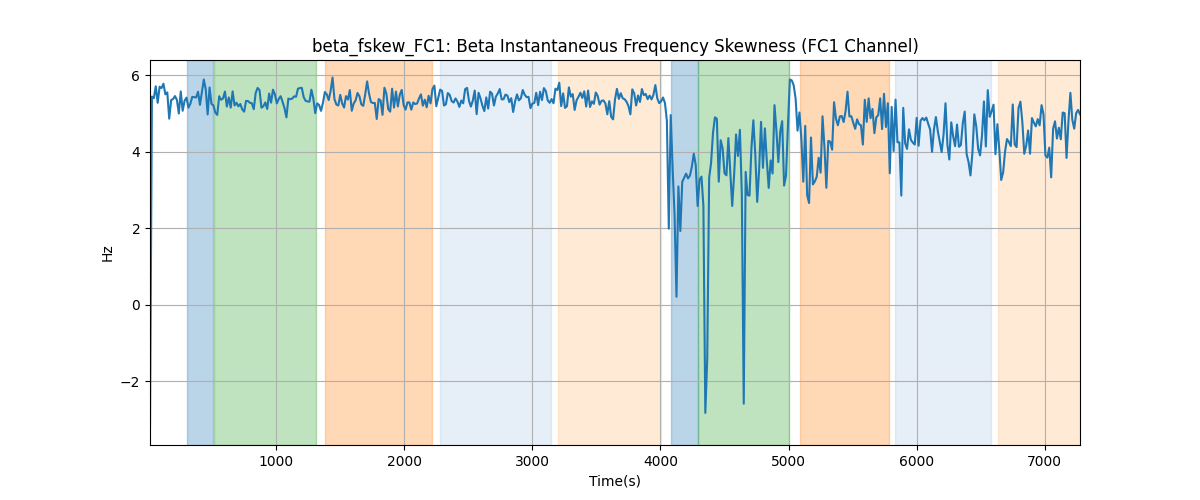 beta_fskew_FC1: Beta Instantaneous Frequency Skewness (FC1 Channel)
6
4
2
0
−2
Hz
1000 2000 3000 4000 5000 6000 7000
Time(s)